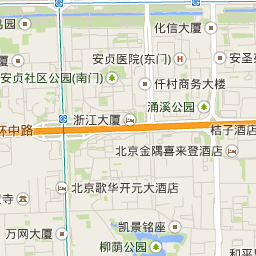 化信大厦
安贞医院(东门)
安圣
安贞社区公园(南门)
仟村商务大楼
涌溪公园
浙江大厦
环中路
桔子酒店
北京金隅喜来登酒店
北京歌华开元大酒店
寺
凯景铭座
万网大厦
柳荫公园
和平